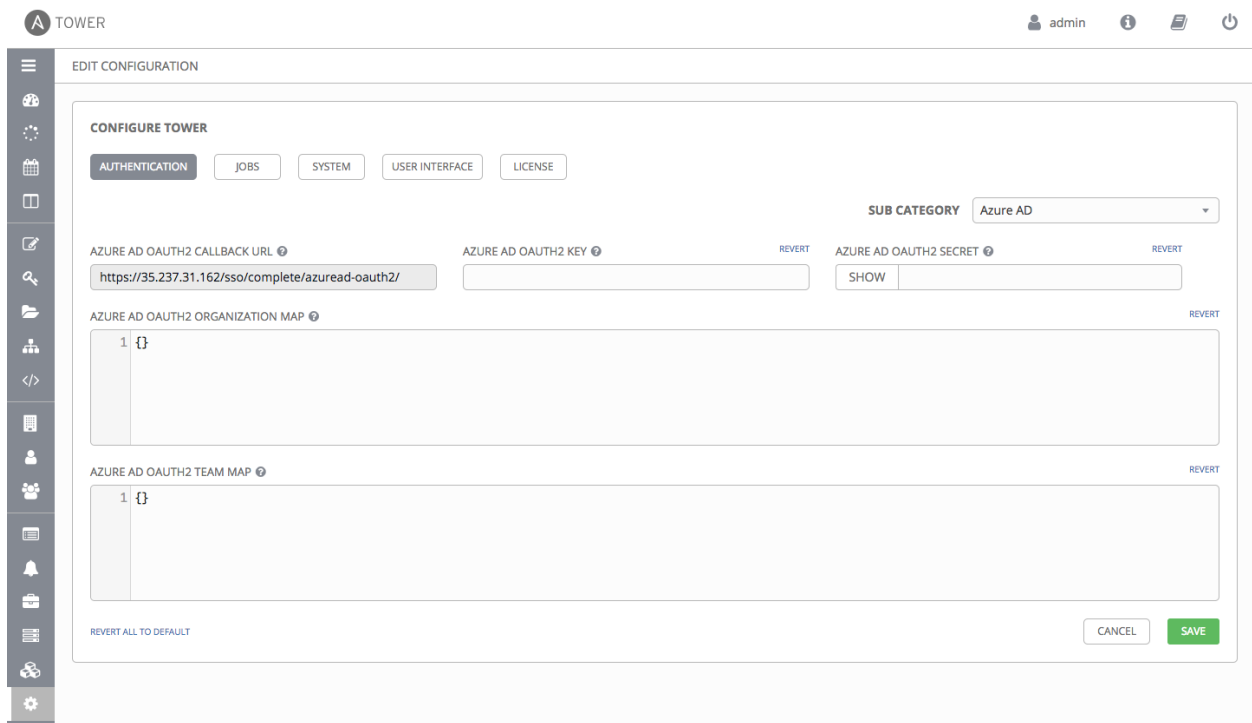 A TOWER
admin
EDIT CONFIGURATION
CONFIGURE TOWER
AUTHENTICATION JOBS SYSTEM USER INTERFACE LICENSE
SUB CATEGORY Azure AD
AZURE AD OAUTH2 CALLBACK URL AZURE AD OAUTH2 KEY REVERT AZURE AD OAUTH2 SECRET REVERT
https://35.237.31.162/sso/complete/azuread-oauth2/ SHOW
AZURE AD OAUTH2 ORGANIZATION MAP REVERT
1 {}
AZURE AD OAUTH2 TEAM MAP REVERT
1 {}
REVERT ALL TO DEFAULT CANCEL SAVE